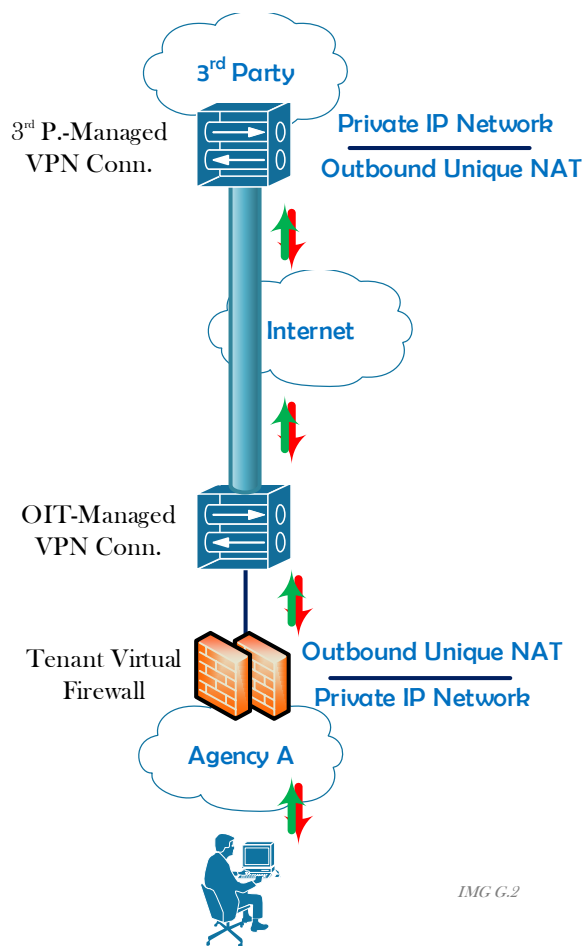 3rd Party
3rd P.-Managed
VPN Conn.
Private IP Network
Outbound Unique NAT
Internet
OIT-Managed
VPN Conn.
Tenant Virtual
Firewall
Outbound Unique NAT
Private IP Network
Agency A
IMG G.2